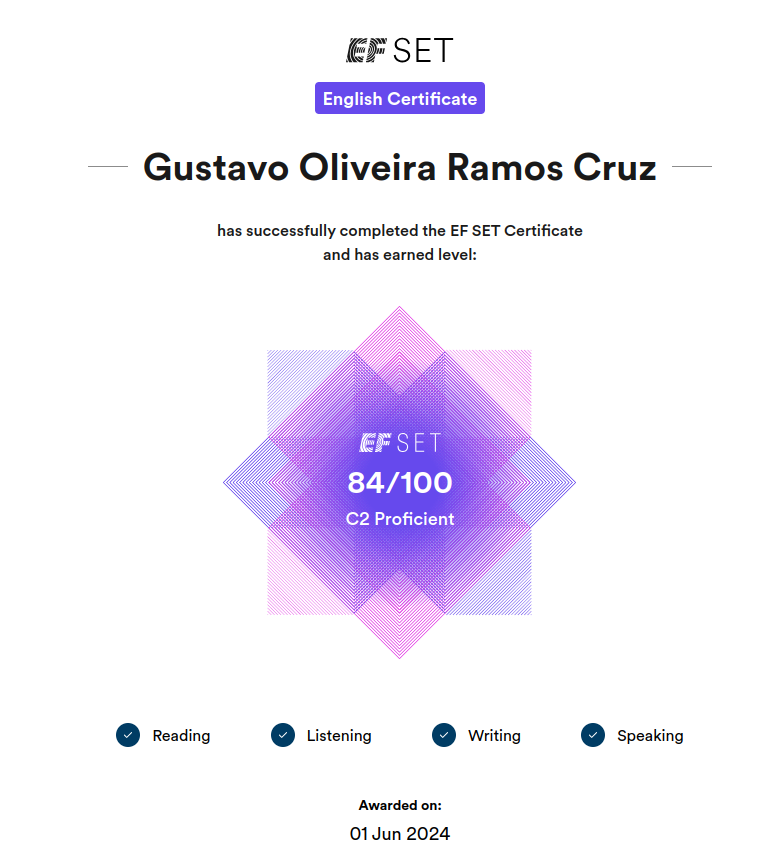 EF SET
English Certificate
Gustavo Oliveira Ramos Cruz
has successfully completed the EF SET Certificate
and has earned level:
EF SET
84/100
C2 Proficient
Reading Listening Writing Speaking
Awarded on:
01 Jun 2024